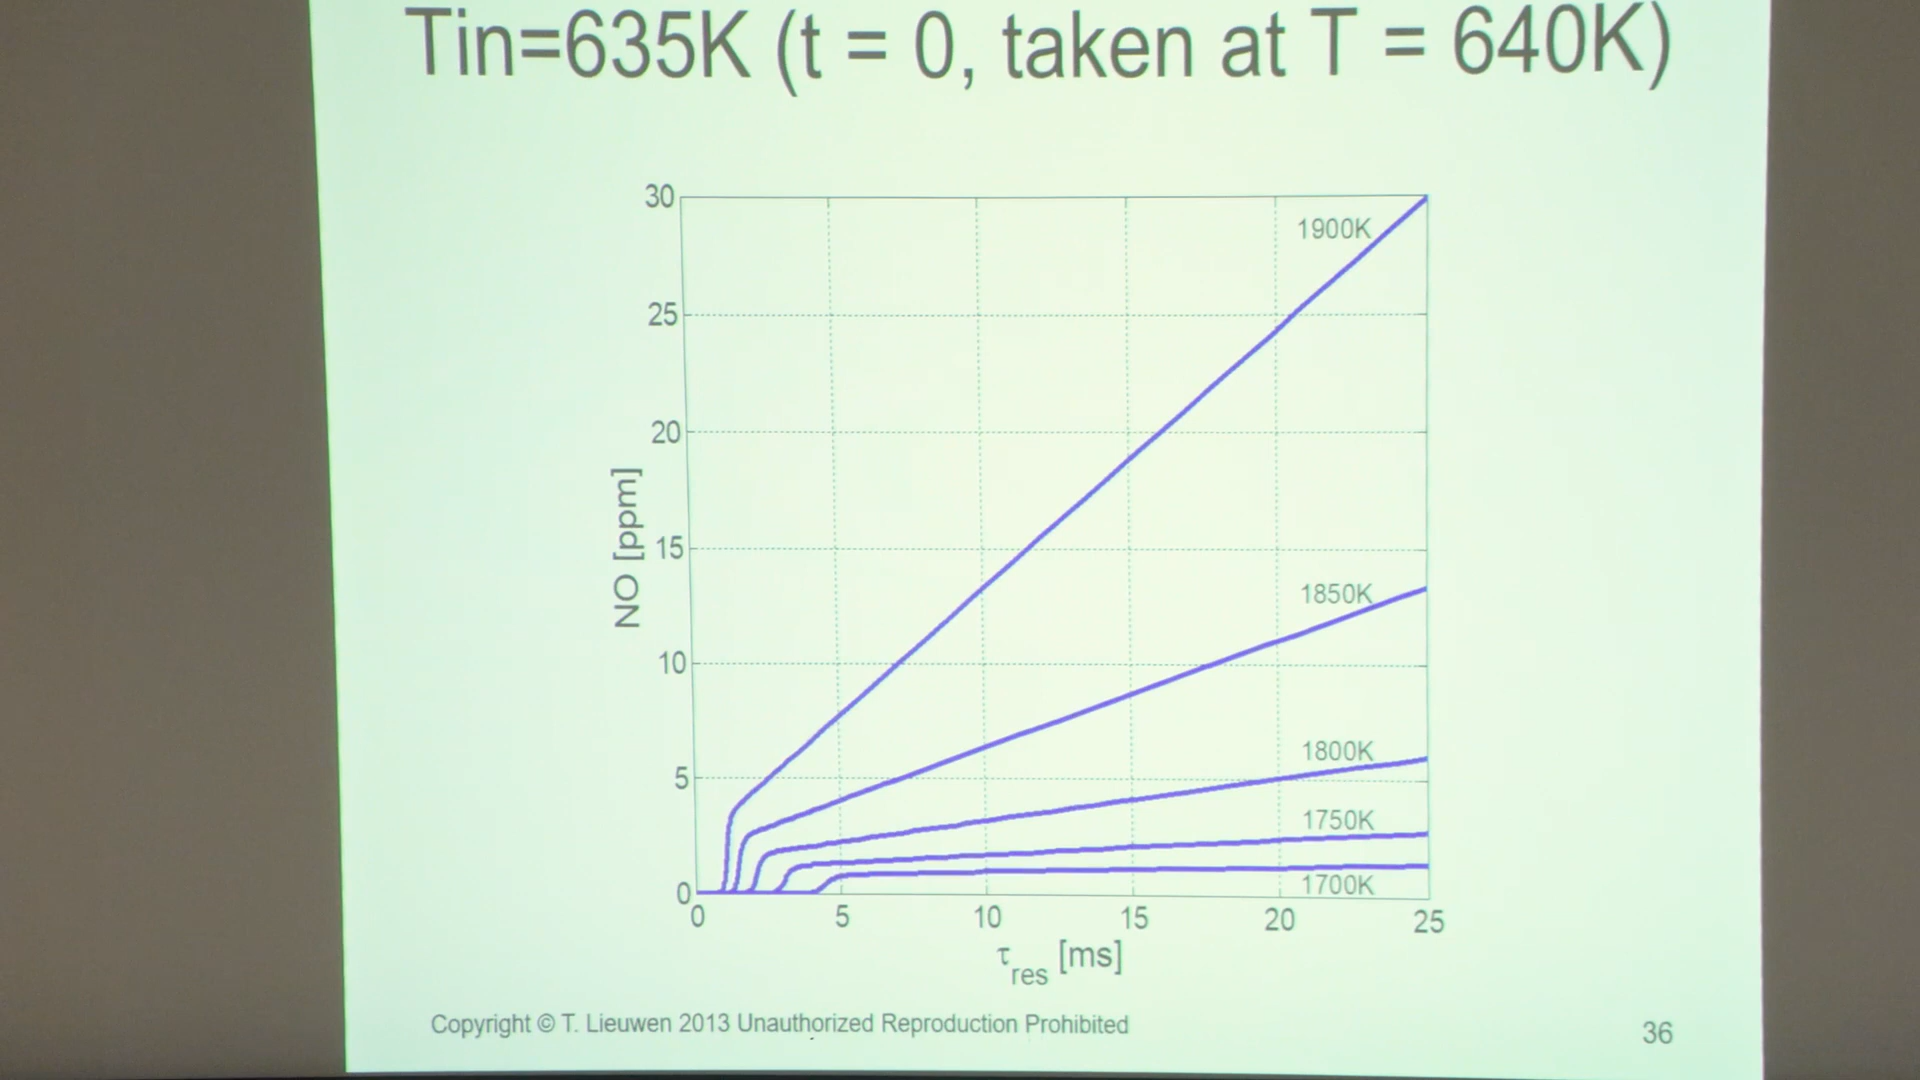 Tin=635K (t = 0, taken at T = 640K)
30
25
20
15
10
5
0
NO [ppm]
1900K
1850K
1800K
1750K
1700K
0 5 10 15 20 25
τres [ms]
Copyright © T. Lieuwen 2013 Unauthorized Reproduction Prohibited
36